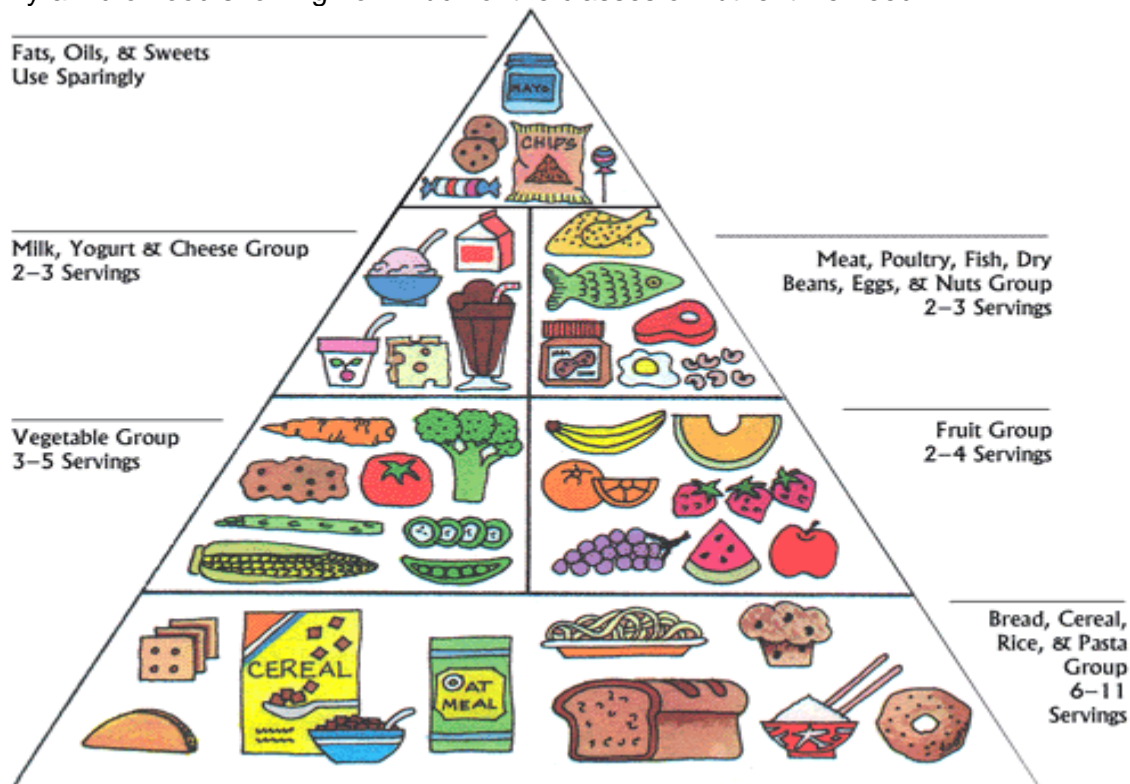 Fats, Oils, & Sweets
Use Sparingly
MAYO
CHIPS
Milk, Yogurt & Cheese Group
2–3 Servings
Meat, Poultry, Fish, Dry
Beans, Eggs, & Nuts Group
2–3 Servings
Vegetable Group
3–5 Servings
Fruit Group
2–4 Servings
Bread, Cereal,
Rice, & Pasta
Group
6–11
Servings
CEREAL
OAT
MEAL